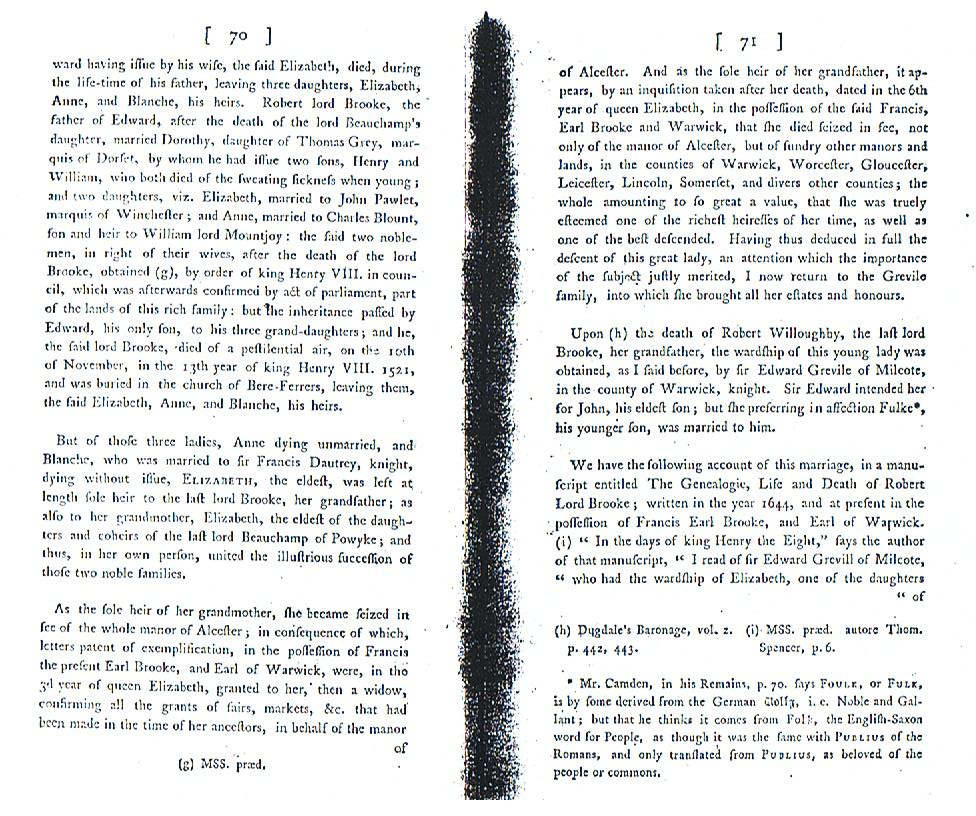 [ 70 ]
ward having iſſue by his wife, the ſaid Elizabeth, died, during
the life-time of his father, leaving three daughters, Elizabeth,
Anne, and Blanche, his heirs. Robert lord Brooke, the
father of Edward, after the death of the lord Beauchamp's
daughter, married Dorothy, daughter of Thomas Grey, mar-
quis of Dorſet, by whom he had iſſue two ſons, Henry and
William, who both died of the ſweating ſickneſs when young;
and two daughters, viz. Elizabeth, married to John Pawlet,
marquis of Wincheſter; and Anne, married to Charles Blount,
ſon and heir to William lord Mountjoy: the ſaid two noble-
men, in right of their wives, after the death of the lord
Brooke, obtained (g), by order of king Henry VIII. in coun-
cil, which was afterwards confirmed by act of parliament, part
of the lands of this rich family: but the inheritance paſſed by
Edward, his only ſon, to his three grand-daughters; and he,
the ſaid lord Brooke, died of a peſtilential air, on the 10th
of November, in the 13th year of king Henry VIII. 1521,
and was buried in the church of Bere-Ferrers, leaving them,
the ſaid Elizabeth, Anne, and Blanche, his heirs.
But of thoſe three ladies, Anne dying unmarried, and
Blanche, who was married to ſir Francis Dautrey, knight,
dying without iſſue, ELIZABETH, the eldeſt, was left at
length ſole heir to the laſt lord Brooke, her grandfather; as
alſo to her grandmother, Elizabeth, the eldeſt of the daugh-
ters and coheirs of the laſt lord Beauchamp of Powyke; and
thus, in her own perſon, united the illuſtrious ſucceſſion of
thoſe two noble families.
As the ſole heir of her grandmother, ſhe became ſeized in
fee of the whole manor of Alceſter; in conſequence of which,
letters patent of exemplification, in the poſſeſſion of Francis
the preſent Earl Brooke, and Earl of Warwick, were, in the
3d year of queen Elizabeth, granted to her, then a widow,
confirming all the grants of fairs, markets, &c. that had
been made in the time of her anceſtors, in behalf of the manor
of
(g) MSS. præd.
[ 71 ]
of Alceſter. And as the ſole heir of her grandfather, it ap-
pears, by an inquiſition taken after her death, dated in the 6th
year of queen Elizabeth, in the poſſeſſion of the ſaid Francis,
Earl Brooke and Warwick, that ſhe died ſeized in fee, not
only of the manor of Alceſter, but of ſundry other manors and
lands, in the counties of Warwick, Worceſter, Glouceſter,
Leiceſter, Lincoln, Somerſet, and divers other counties; the
whole amounting to ſo great a value, that ſhe was truely
eſteemed one of the richeſt heireſſes of her time, as well as
one of the beſt deſcended. Having thus deduced in full the
deſcent of this great lady, an attention which the importance
of the ſubject juſtly merited, I now return to the Grevile
family, into which ſhe brought all her eſtates and honours.
Upon (h) the death of Robert Willoughby, the laſt lord
Brooke, her grandfather, the wardſhip of this young lady was
obtained, as I ſaid before, by ſir Edward Grevile of Milcote,
in the county of Warwick, knight. Sir Edward intended her
for John, his eldeſt ſon; but ſhe preferring in affection Fulke*,
his younger ſon, was married to him.
We have the following account of this marriage, in a manu-
ſcript entitled The Genealogie, Life and Death of Robert
Lord Brooke; written in the year 1644, and at preſent in the
poſſeſſion of Francis Earl Brooke, and Earl of Warwick.
(i) “ In the days of king Henry the Eight,” ſays the author
of that manuſcript, “ I read of ſir Edward Grevill of Milcote,
“ who had the wardſhip of Elizabeth, one of the daughters
“ of
(h) Dugdale's Baronage, vol. 2. (i) MSS. præd. autore Thom.
p. 442, 443. Spencer, p. 6.
* Mr. Camden, in his Remains, p. 70. ſays FOULK, or FULK,
is by ſome derived from the German i. e. Noble and Gal-
lant; but that he thinks it comes from Folk, the Engliſh-Saxon
word for People, as though it was the ſame with PUBLIUS of the
Romans, and only tranſlated from PUBLIUS, as beloved of the
people or commons.